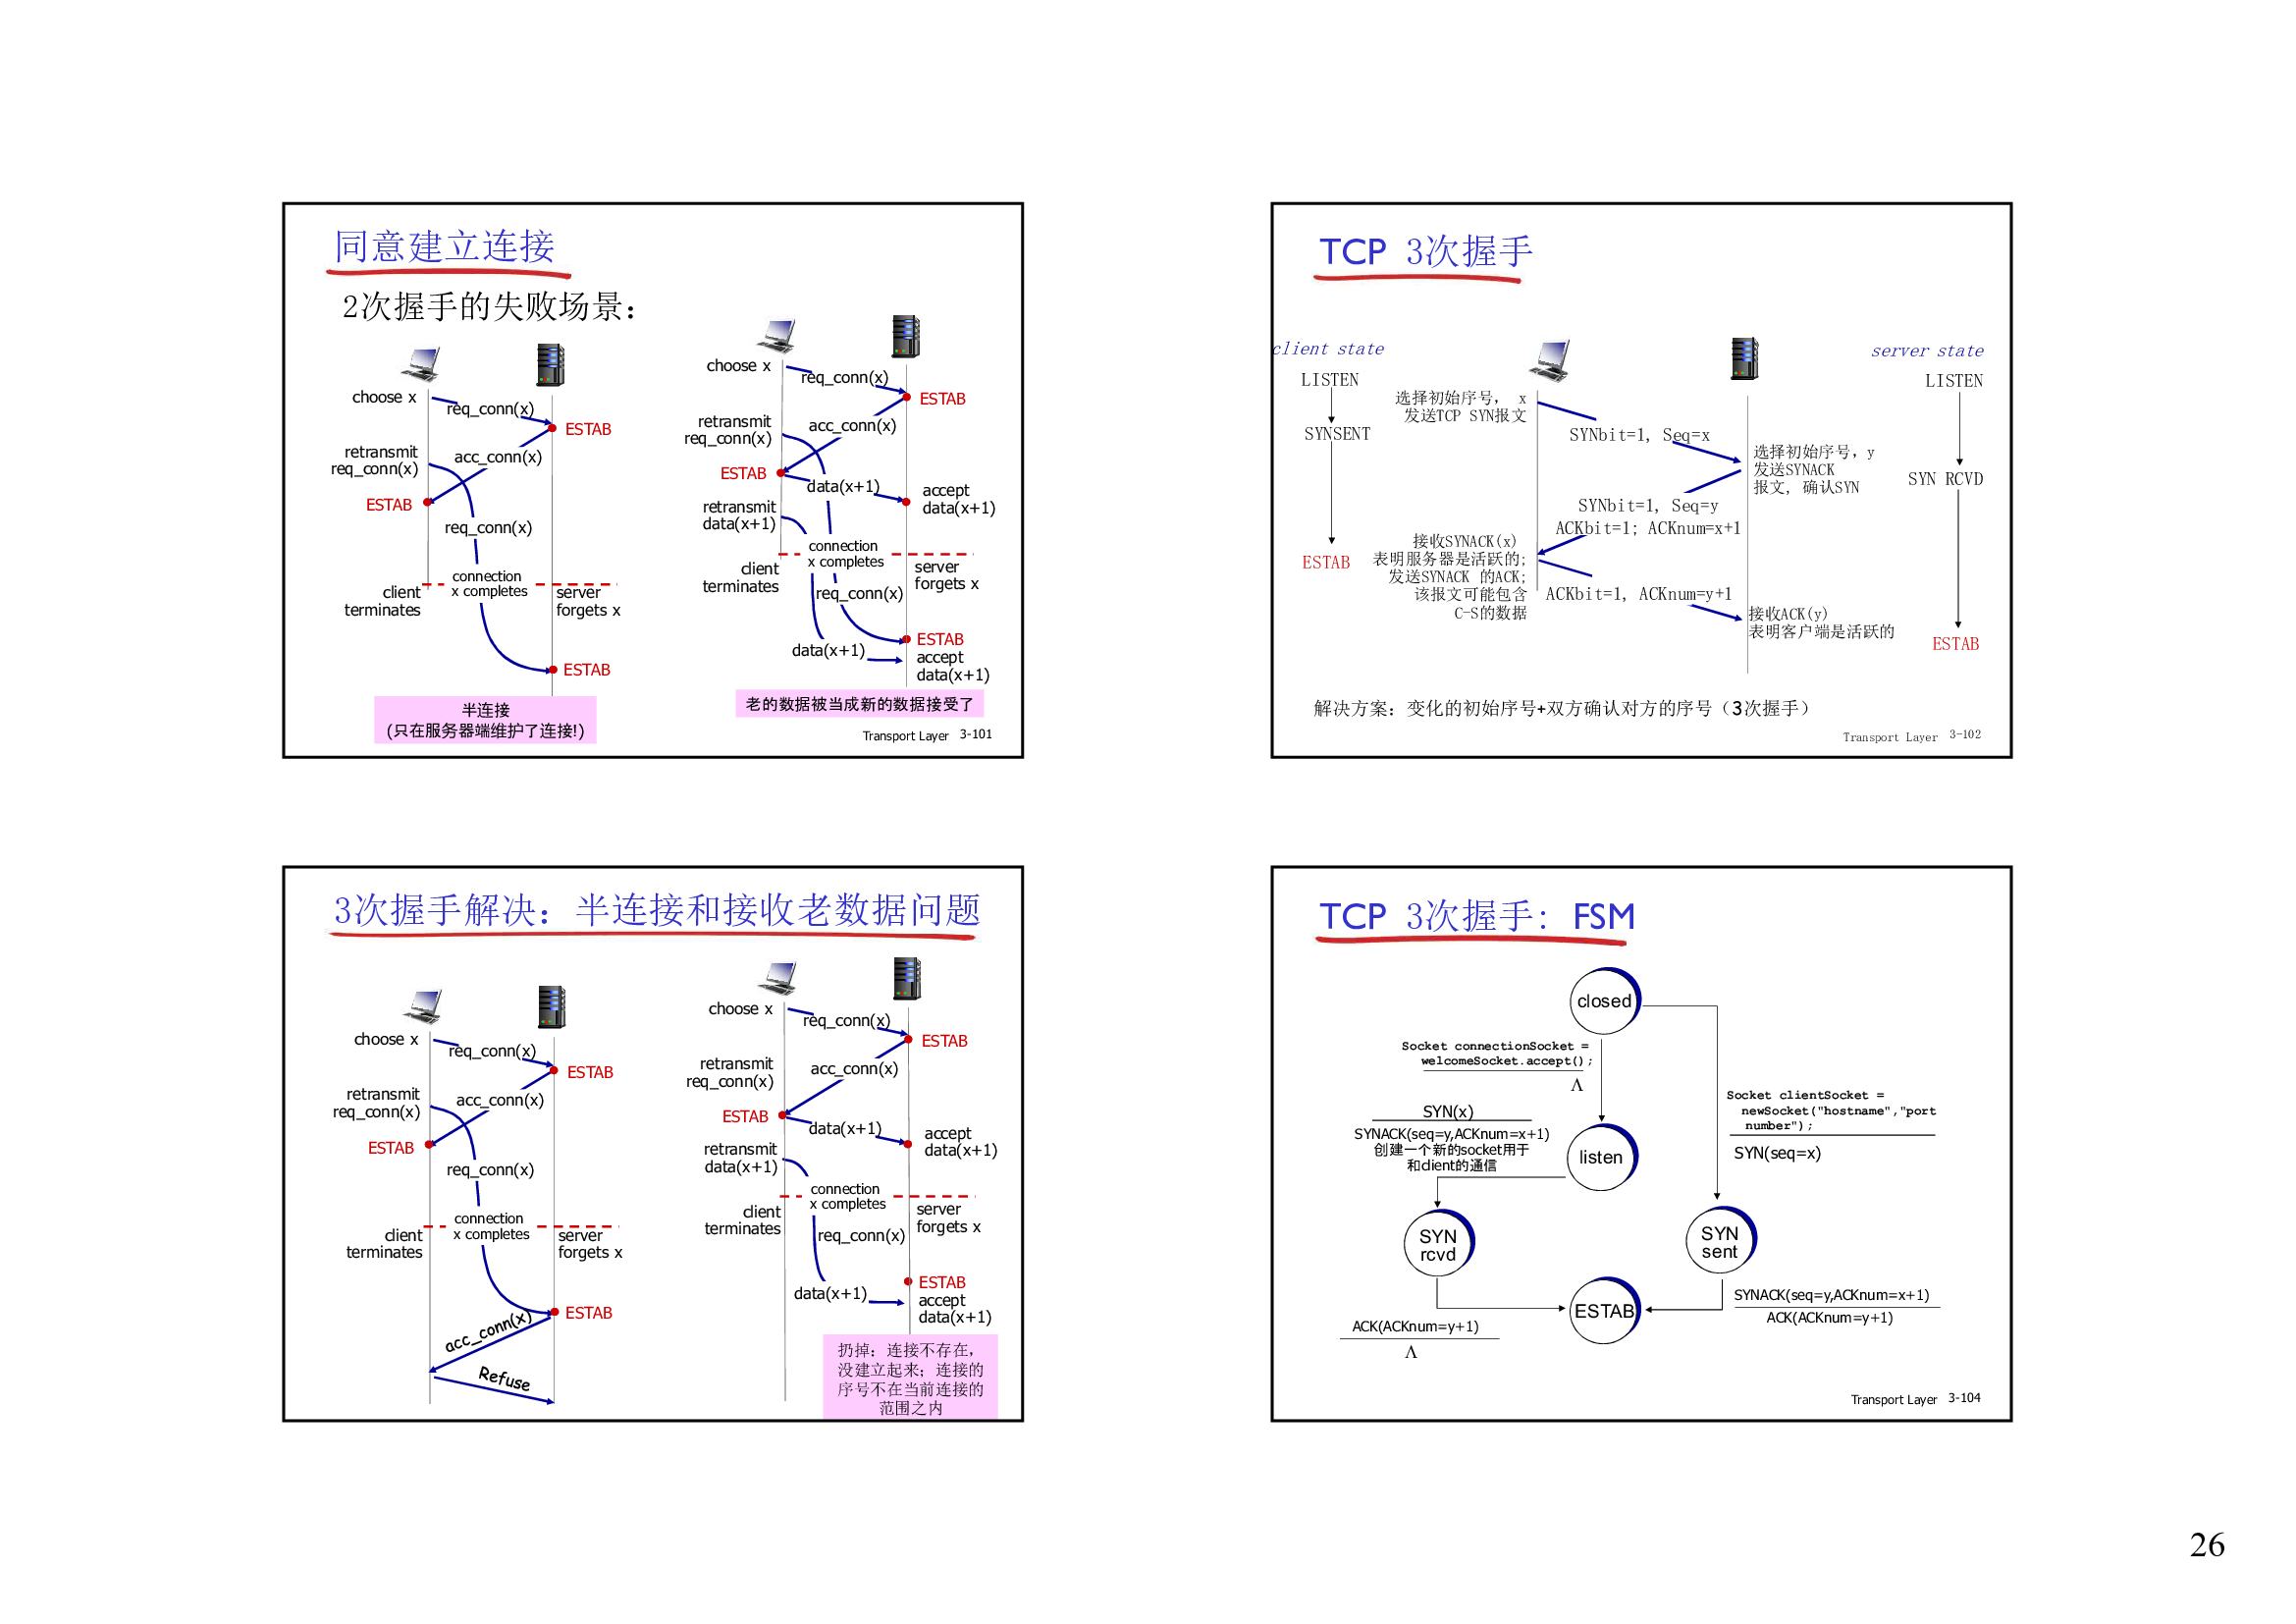 同意建立连接
2次握手的失败场景：
choose x
req_conn(x)
ESTAB
retransmit
req_conn(x)
acc_conn(x)
ESTAB
req_conn(x)
connection
x completes
client
terminates
server
forgets x
ESTAB
半连接
(只在服务器端维护了连接!)
choose x
req_conn(x)
ESTAB
retransmit
req_conn(x)
acc_conn(x)
ESTAB
data(x+1)
accept
data(x+1)
retransmit
data(x+1)
connection
x completes
client
terminates
server
forgets x
req_conn(x)
ESTAB
data(x+1)
accept
data(x+1)
老的数据被当成新的数据接受了
Transport Layer 3-101
TCP 3次握手
client state
server state
LISTEN
LISTEN
选择初始序号， x
发送TCP SYN报文
SYNSENT
SYNbit=1, Seq=x
选择初始序号，y
发送SYNACK
报文, 确认SYN
SYN RCVD
SYNbit=1, Seq=y
ACKbit=1; ACKnum=x+1
接收SYNACK(x)
表明服务器是活跃的;
发送SYNACK 的ACK;
该报文可能包含
C-S的数据
ESTAB
ACKbit=1, ACKnum=y+1
接收ACK(y)
表明客户端是活跃的
ESTAB
解决方案：变化的初始序号+双方确认对方的序号（3次握手）
Transport Layer 3-102
3次握手解决：半连接和接收老数据问题
choose x
req_conn(x)
ESTAB
retransmit
req_conn(x)
acc_conn(x)
ESTAB
req_conn(x)
connection
x completes
client
terminates
server
forgets x
ESTAB
acc_conn(x)
Refuse
choose x
req_conn(x)
ESTAB
retransmit
req_conn(x)
acc_conn(x)
ESTAB
data(x+1)
accept
data(x+1)
retransmit
data(x+1)
connection
x completes
client
terminates
server
forgets x
req_conn(x)
ESTAB
data(x+1)
accept
data(x+1)
扔掉：连接不存在，
没建立起来；连接的
序号不在当前连接的
范围之内
TCP 3次握手: FSM
closed
Socket connectionSocket =
welcomeSocket.accept();
Λ
Socket clientSocket =
newSocket("hostname","port
number");
SYN(seq=x)
SYN(x)
SYNACK(seq=y,ACKnum=x+1)
创建一个新的socket用于
和client的通信
listen
SYN
rcvd
SYN
sent
ESTAB
SYNACK(seq=y,ACKnum=x+1)
ACK(ACKnum=y+1)
ACK(ACKnum=y+1)
Λ
Transport Layer 3-104
26